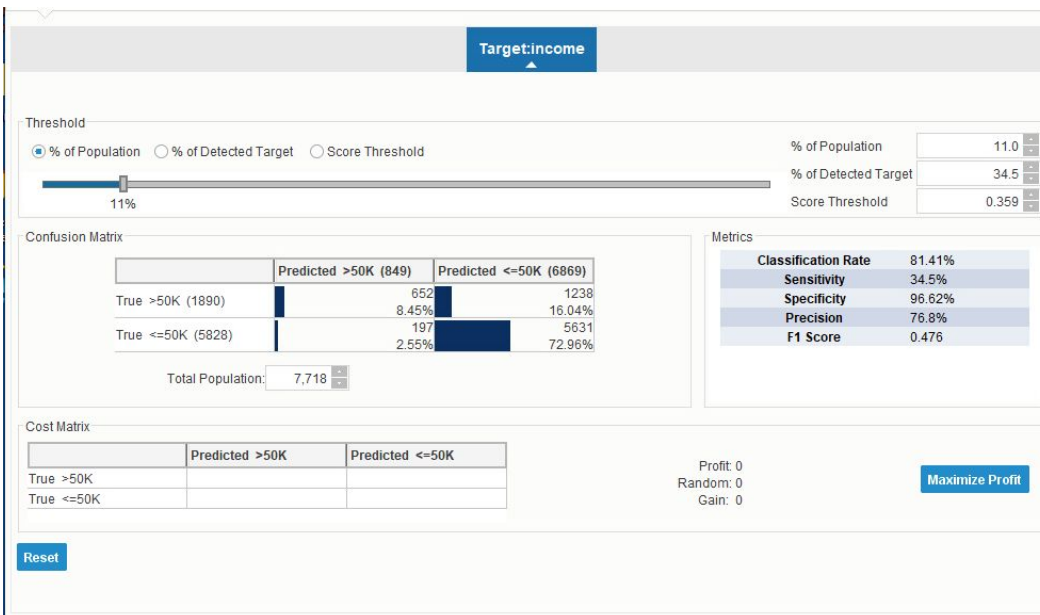 Target:income
Threshold
% of Population % of Detected Target Score Threshold
11%
% of Population 11.0
% of Detected Target 34.5
Score Threshold 0.359
Confusion Matrix
Predicted >50K (849) Predicted <=50K (6869)
True >50K (1890) 652 1238
8.45% 16.04%
True <=50K (5828) 197 5631
2.55% 72.96%
Total Population: 7,718
Metrics
Classification Rate 81.41%
Sensitivity 34.5%
Specificity 96.62%
Precision 76.8%
F1 Score 0.476
Cost Matrix
Predicted >50K Predicted <=50K
True >50K
True <=50K
Profit: 0
Random: 0
Gain: 0
Maximize Profit
Reset